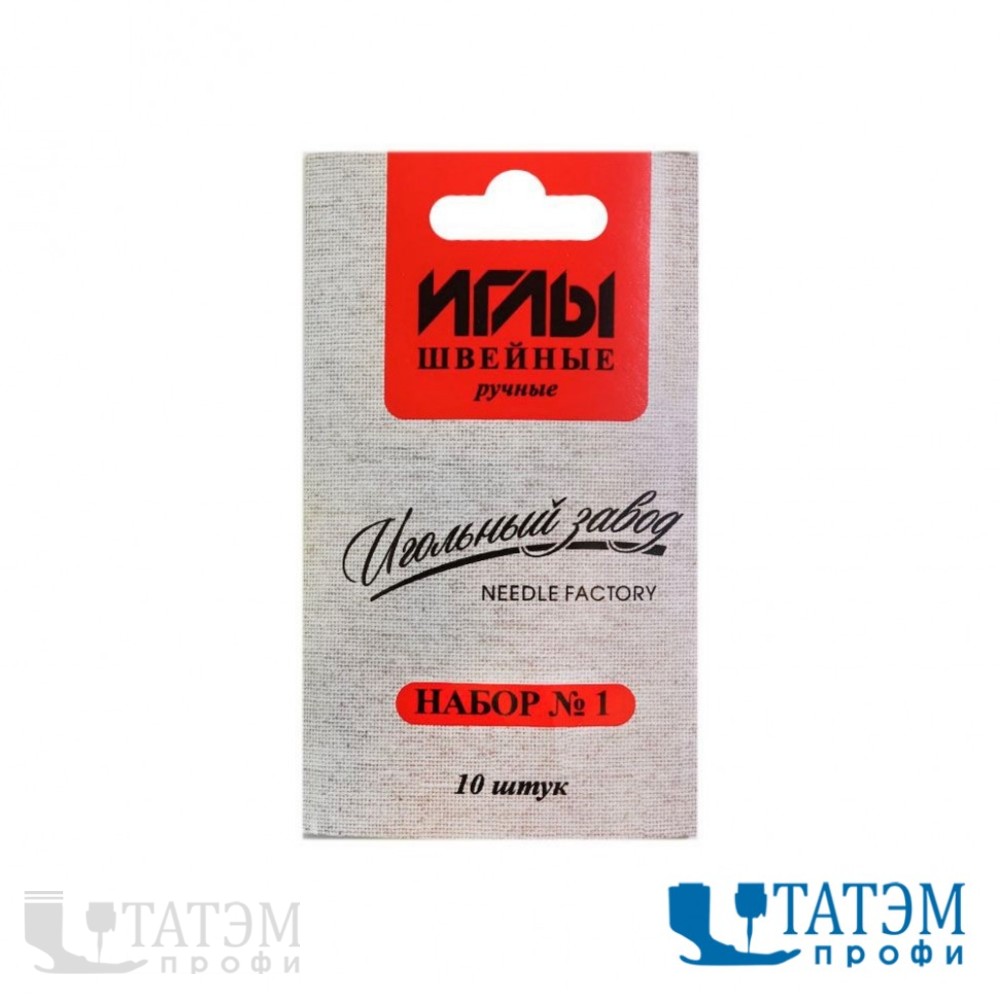 ИГЛЫ
ШВЕЙНЫЕ
ручные
Игольный завод
NEEDLE FACTORY
НАБОР № 1
10 штук
ТАТЭМ
профи
ТАТЭМ
профи